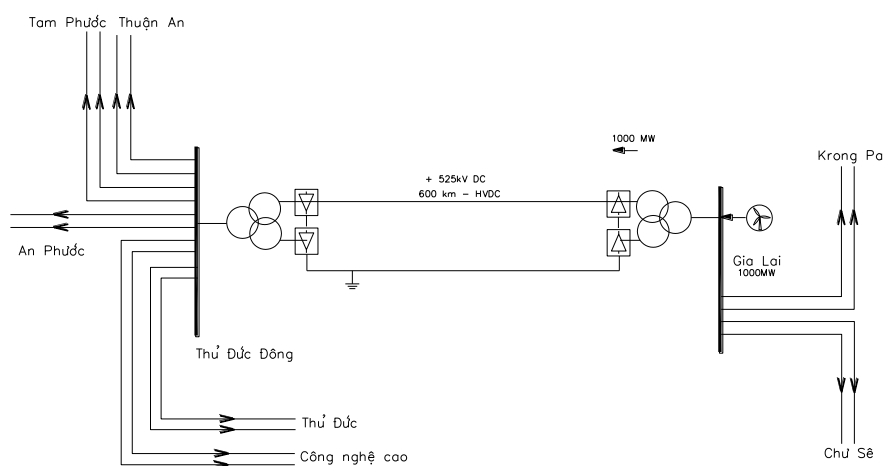 Tam Phước Thuận An
1000 MW
Krong Pa
+ 525kV DC
600 km - HVDC
An Phước
Gia Lai
1000MW
Thủ Đức Đông
Thủ Đức
Công nghệ cao
Chư Sê